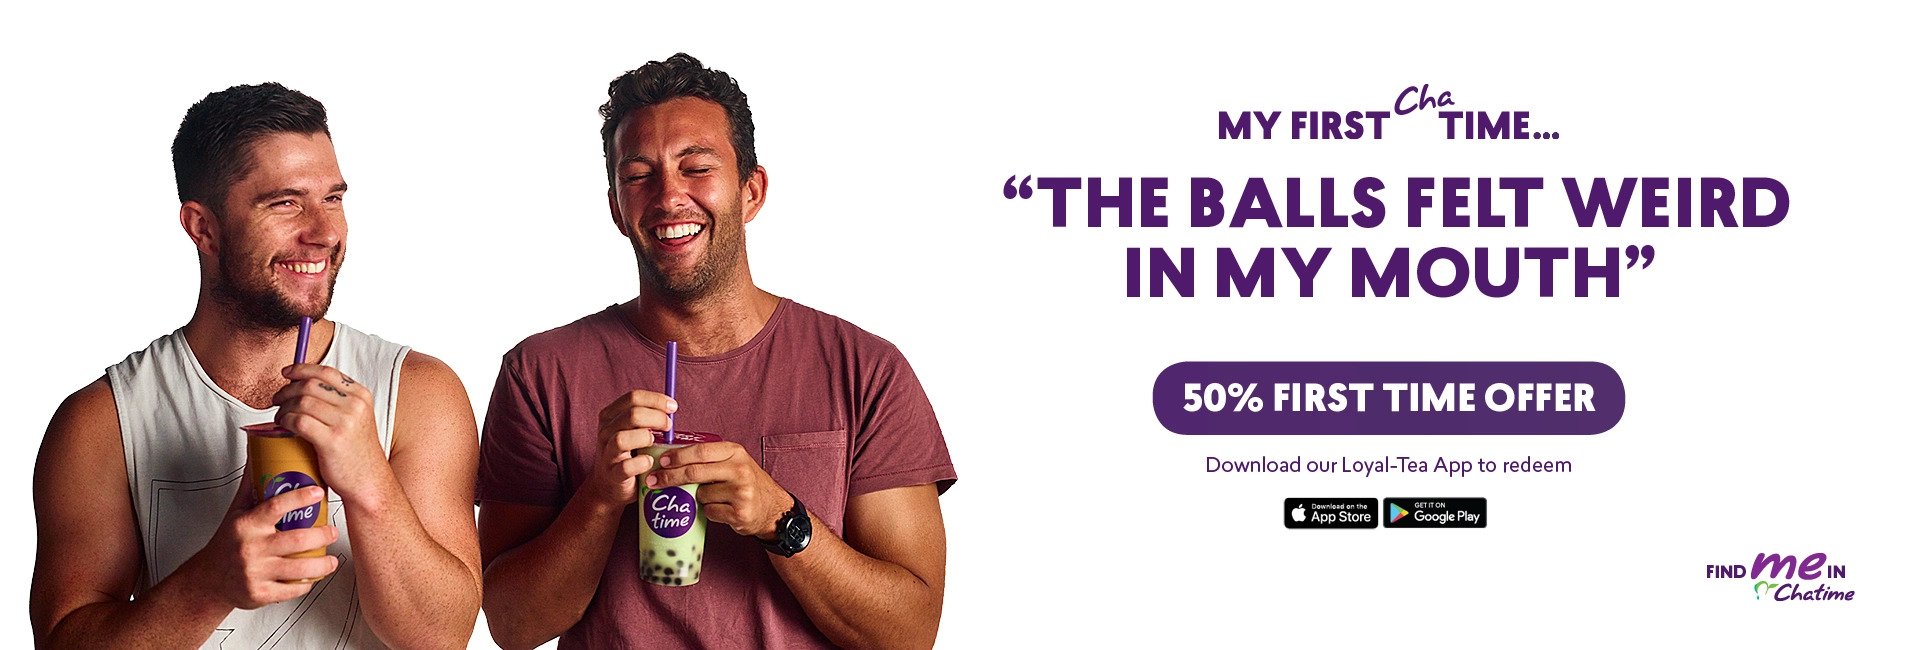 MY FIRST Cha TIME...
“THE BALLS FELT WEIRD
IN MY MOUTH”
50% FIRST TIME OFFER
Download our Loyal-Tea App to redeem
Download on the
App Store
GET IT ON
Google Play
FIND me IN
Chatime
Cha
time
Cha
time